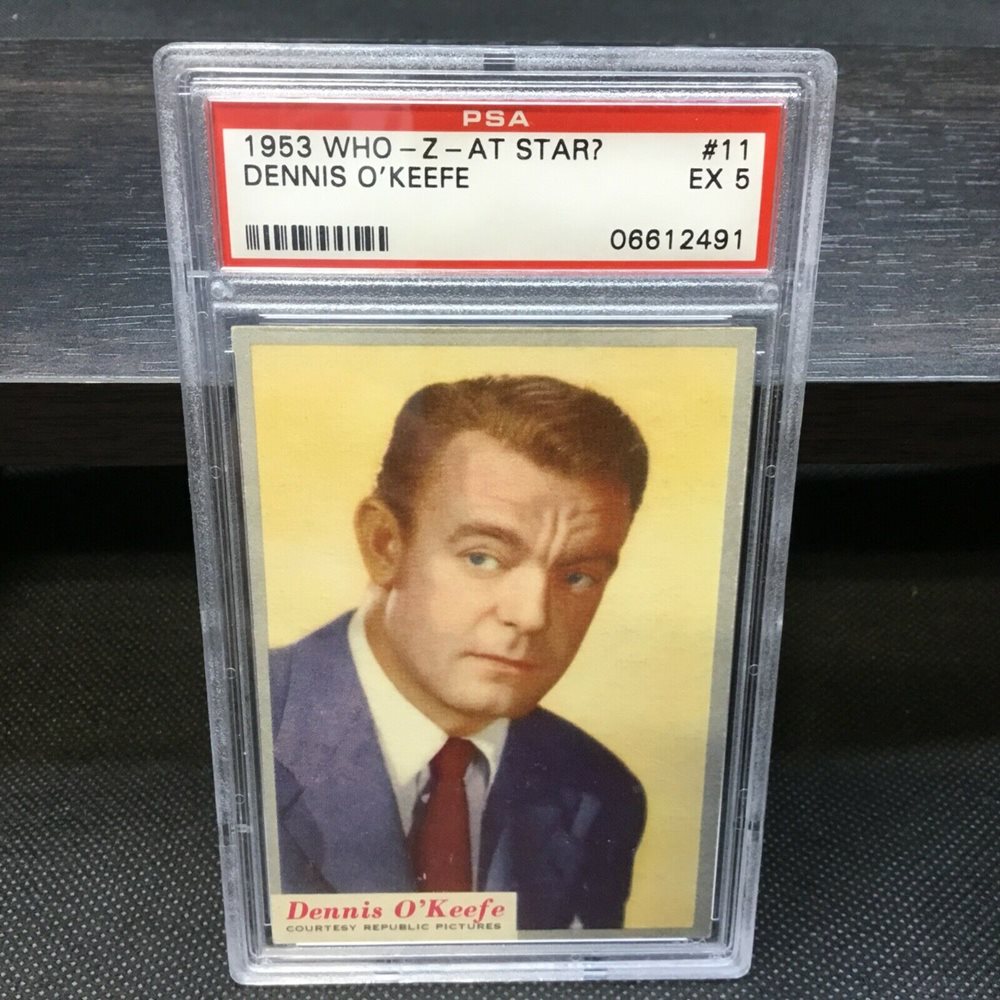 PSA
1953 WHO-Z-AT STAR? #11
DENNIS O'KEEFE EX 5
06612491
Dennis O'Keefe
COURTESY REPUBLIC PICTURES